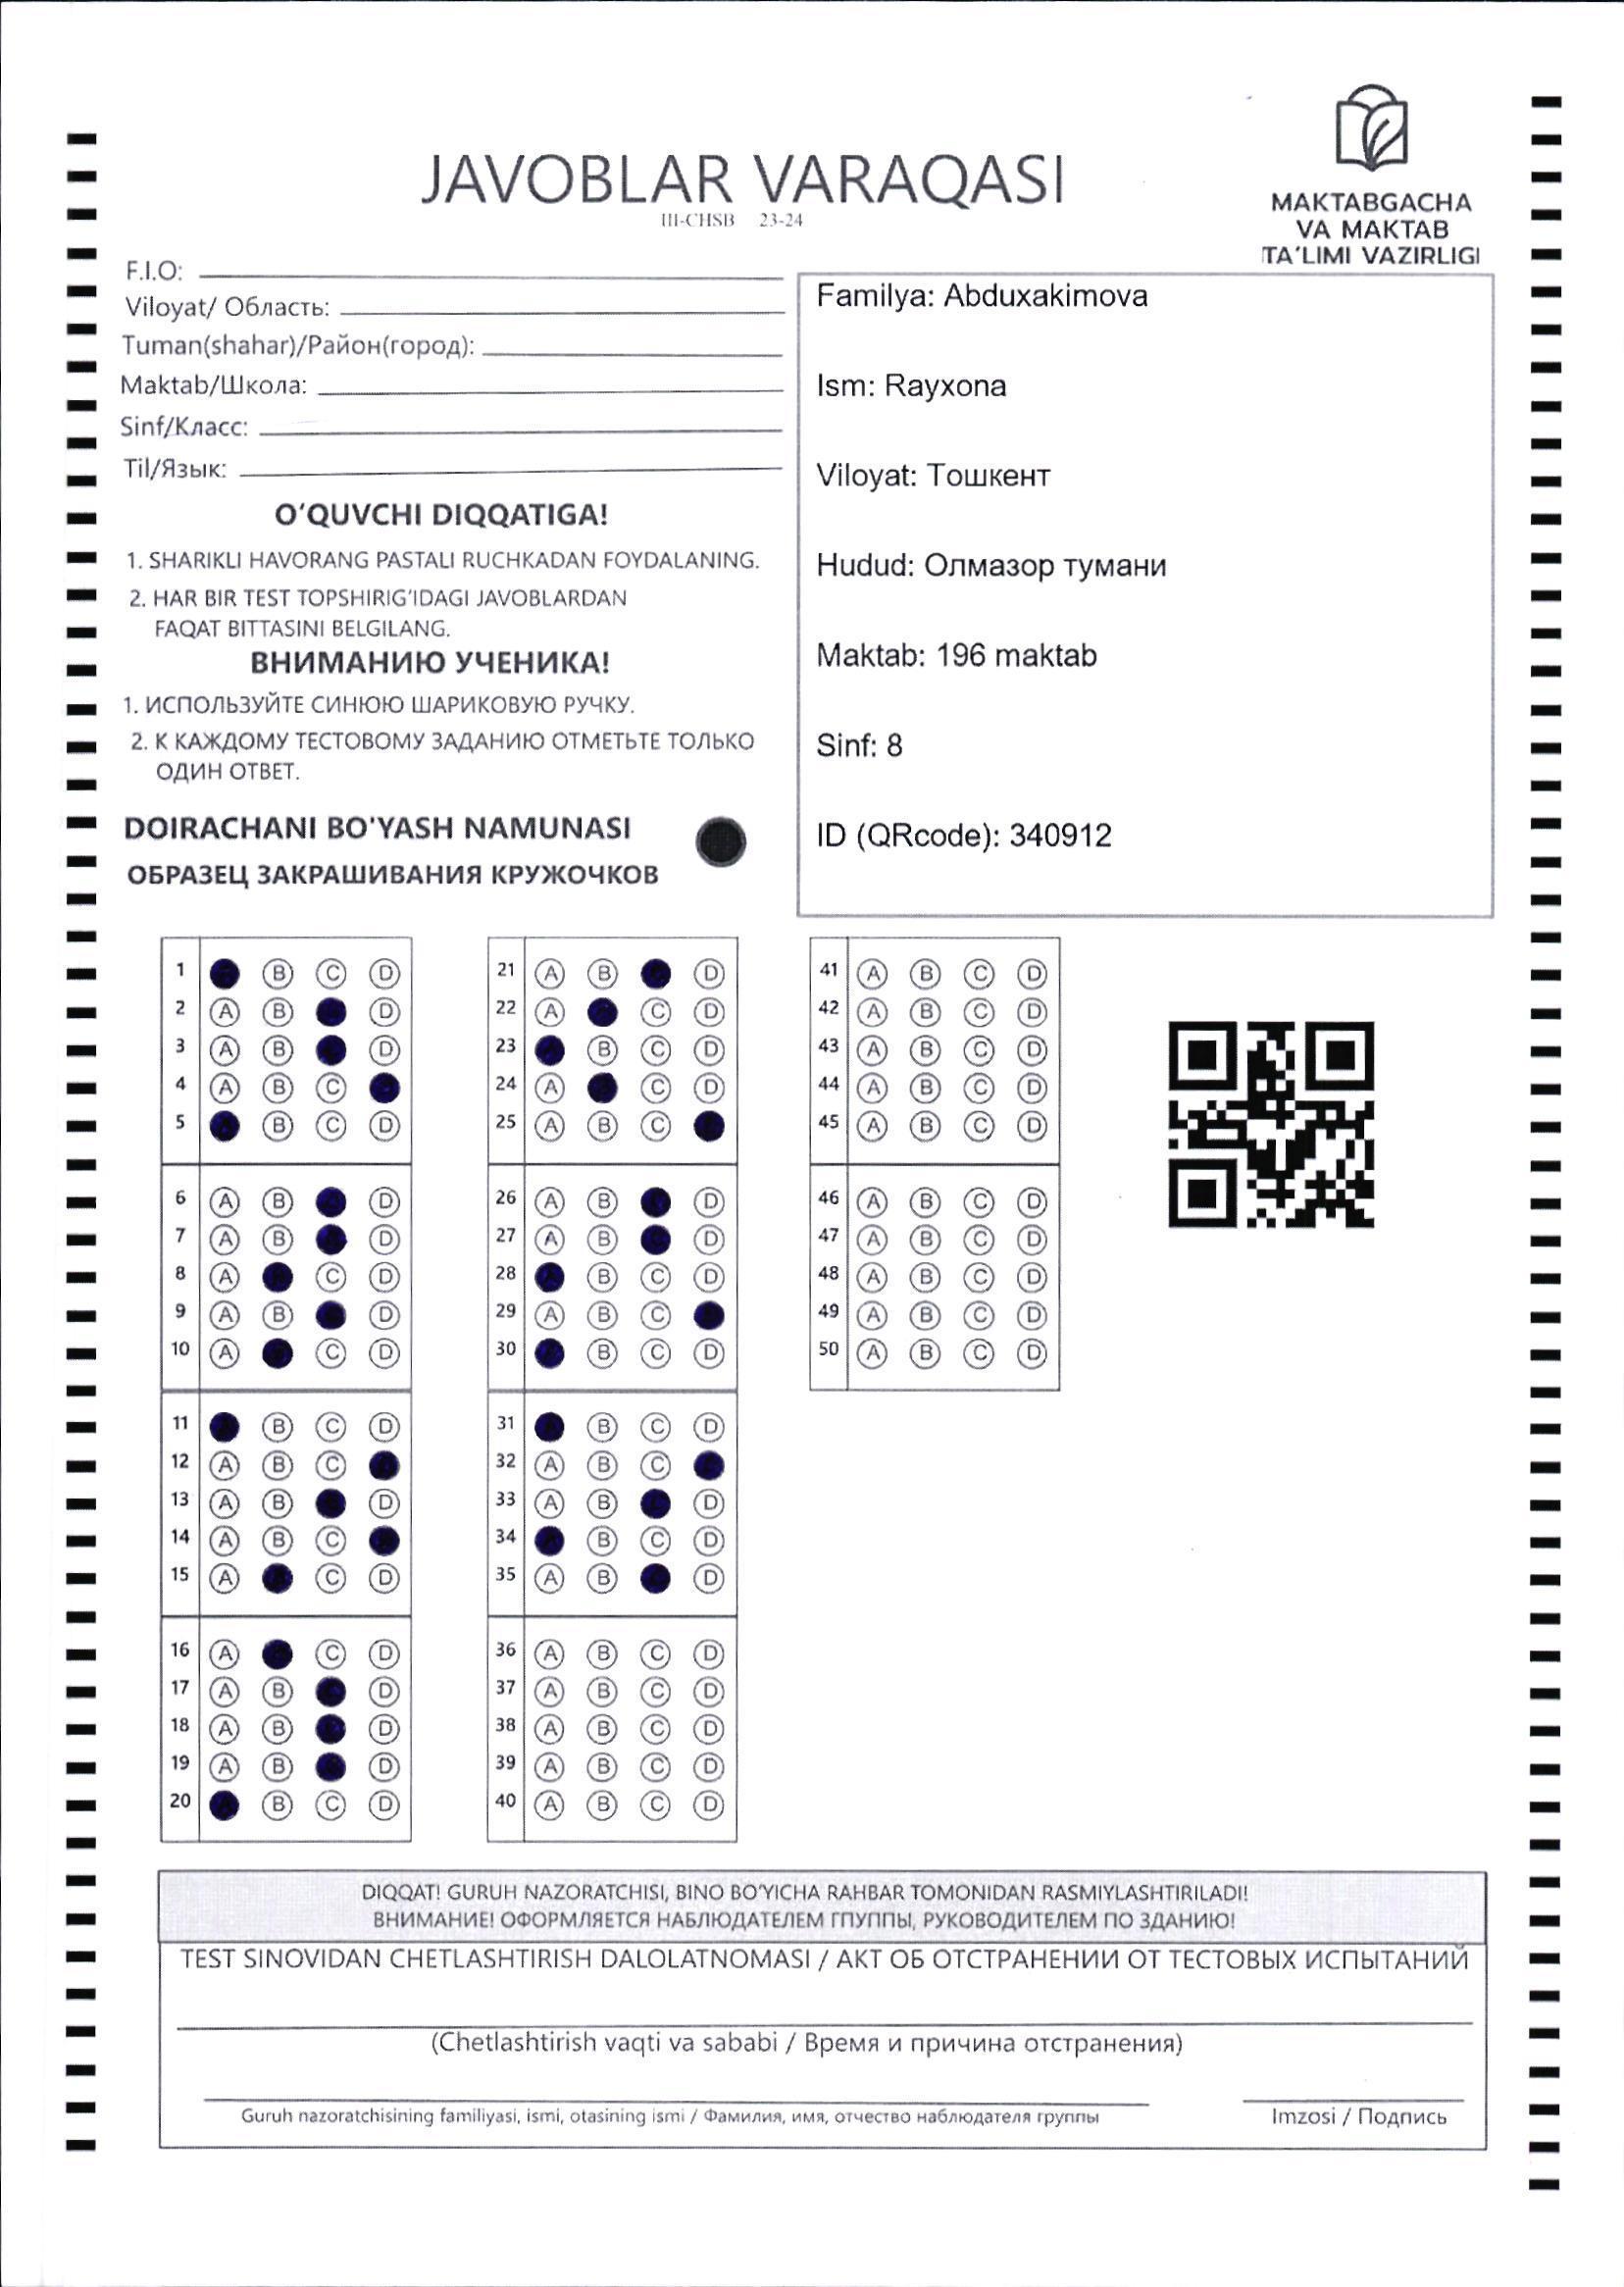 JAVOBLAR VARAQASI
III-CHSB 23-24
MAKTABGACHA
VA MAKTAB
TA'LIMI VAZIRLIGI
F.I.O:
Viloyat/ Область:
Tuman(shahar)/Район(город):
Maktab/Школа:
Sinf/Класс:
Til/Язык:
O'QUVCHI DIQQATIGA!
1. SHARIKLI HAVORANG PASTALI RUCHKADAN FOYDALANING.
2. HAR BIR TEST TOPSHIRIG'IDAGI JAVOBLARDAN
FAQAT BITTASINI BELGILANG.
ВНИМАНИЮ УЧЕНИКА!
1. ИСПОЛЬЗУЙТЕ СИНЮЮ ШАРИКОВУЮ РУЧКУ.
2. К КАЖДОМУ ТЕСТОВОМУ ЗАДАНИЮ ОТМЕТЬТЕ ТОЛЬКО
ОДИН ОТВЕТ.
DOIRACHANI BO'YASH NAMUNASI
ОБРАЗЕЦ ЗАКРАШИВАНИЯ КРУЖОЧКОВ
Familya: Abduxakimova
Ism: Rayxona
Viloyat: Тошкент
Hudud: Олмазор тумани
Maktab: 196 maktab
Sinf: 8
ID (QRcode): 340912
1 B C D
2 A B D
3 A B D
4 A B C
5 B C D
6 A B D
7 A B D
8 A C D
9 A B D
10 A C D
11 B C D
12 A B C
13 A B D
14 A B C
15 A C D
16 A C D
17 A B D
18 A B D
19 A B D
20 B C D
21 A B D
22 A C D
23 B C D
24 A C D
25 A B C
26 A B D
27 A B D
28 B C D
29 A B C
30 B C D
31 B C D
32 A B C
33 A B D
34 B C D
35 A B D
36 A B C D
37 A B C D
38 A B C D
39 A B C D
40 A B C D
41 A B C D
42 A B C D
43 A B C D
44 A B C D
45 A B C D
46 A B C D
47 A B C D
48 A B C D
49 A B C D
50 A B C D
DIQQAT! GURUH NAZORATCHISI, BINO BO'YICHA RAHBAR TOMONIDAN RASMIYLASHTIRILADI!
ВНИМАНИЕ! ОФОРМЛЯЕТСЯ НАБЛЮДАТЕЛЕМ ГПУППЫ, РУКОВОДИТЕЛЕМ ПО ЗДАНИЮ!
TEST SINOVIDAN CHETLASHTIRISH DALOLATNOMASI / АКТ ОБ ОТСТРАНЕНИИ ОТ ТЕСТОВЫХ ИСПЫТАНИЙ
(Chetlashtirish vaqti va sababi / Время и причина отстранения)
Guruh nazoratchisining familiyasi, ismi, otasining ismi / Фамилия, имя, отчество наблюдателя группы
Imzosi / Подпись